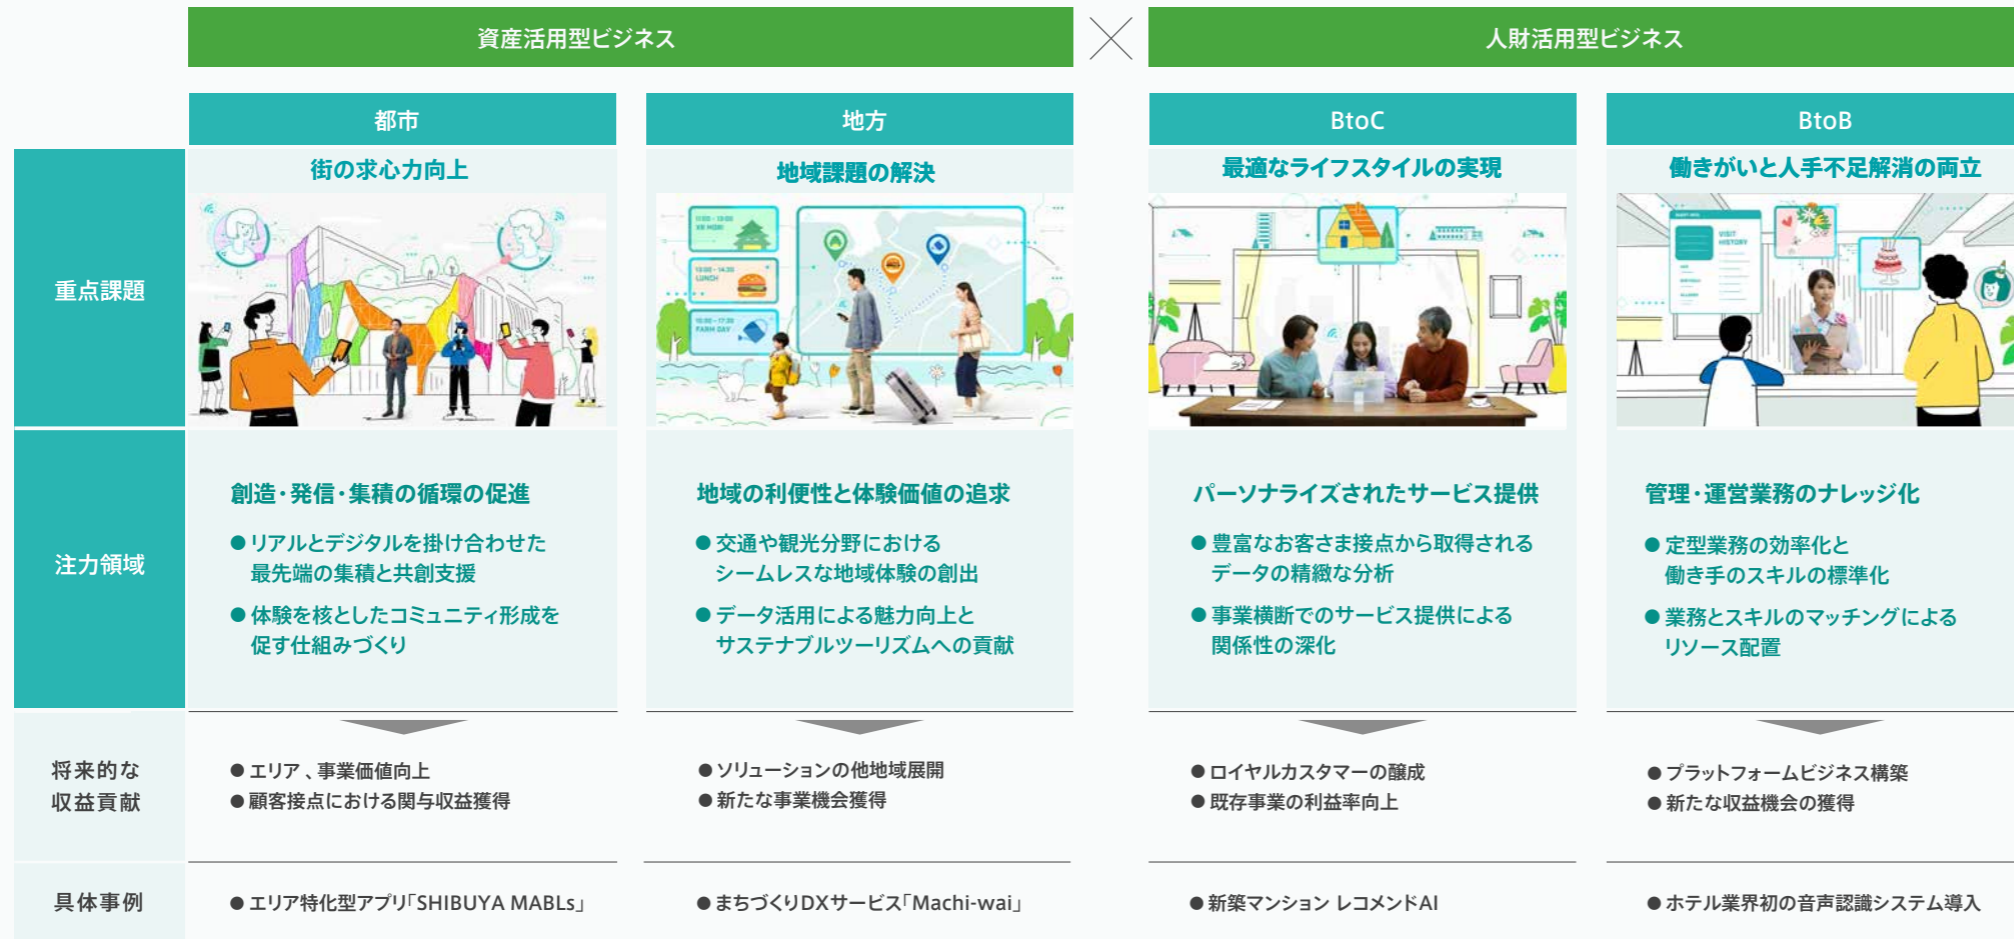 資産活用型ビジネス
人財活用型ビジネス
都市
地方
BtoC
BtoB
重点課題
街の求心力向上
地域課題の解決
11:00 - 13:00
VR MORI
13:00 - 14:30
LUNCH
15:00 - 17:30
FARM DAY
最適なライフスタイルの実現
働きがいと人手不足解消の両立
VISIT
HISTORY
注力領域
創造・発信・集積の循環の促進
●リアルとデジタルを掛け合わせた
最先端の集積と共創支援
●体験を核としたコミュニティ形成を
促す仕組みづくり
地域の利便性と体験価値の追求
●交通や観光分野における
シームレスな地域体験の創出
●データ活用による魅力向上と
サステナブルツーリズムへの貢献
パーソナライズされたサービス提供
●豊富なお客さま接点から取得される
データの精緻な分析
●事業横断でのサービス提供による
関係性の深化
管理・運営業務のナレッジ化
●定型業務の効率化と
働き手のスキルの標準化
●業務とスキルのマッチングによる
リソース配置
将来的な
収益貢献
●エリア、事業価値向上
●顧客接点における関与収益獲得
●ソリューションの他地域展開
●新たな事業機会獲得
●ロイヤルカスタマーの醸成
●既存事業の利益率向上
●プラットフォームビジネス構築
●新たな収益機会の獲得
具体事例
●エリア特化型アプリ「SHIBUYA MABLs」
●まちづくりDXサービス「Machi-wai」
●新築マンション レコメンドAI
●ホテル業界初の音声認識システム導入